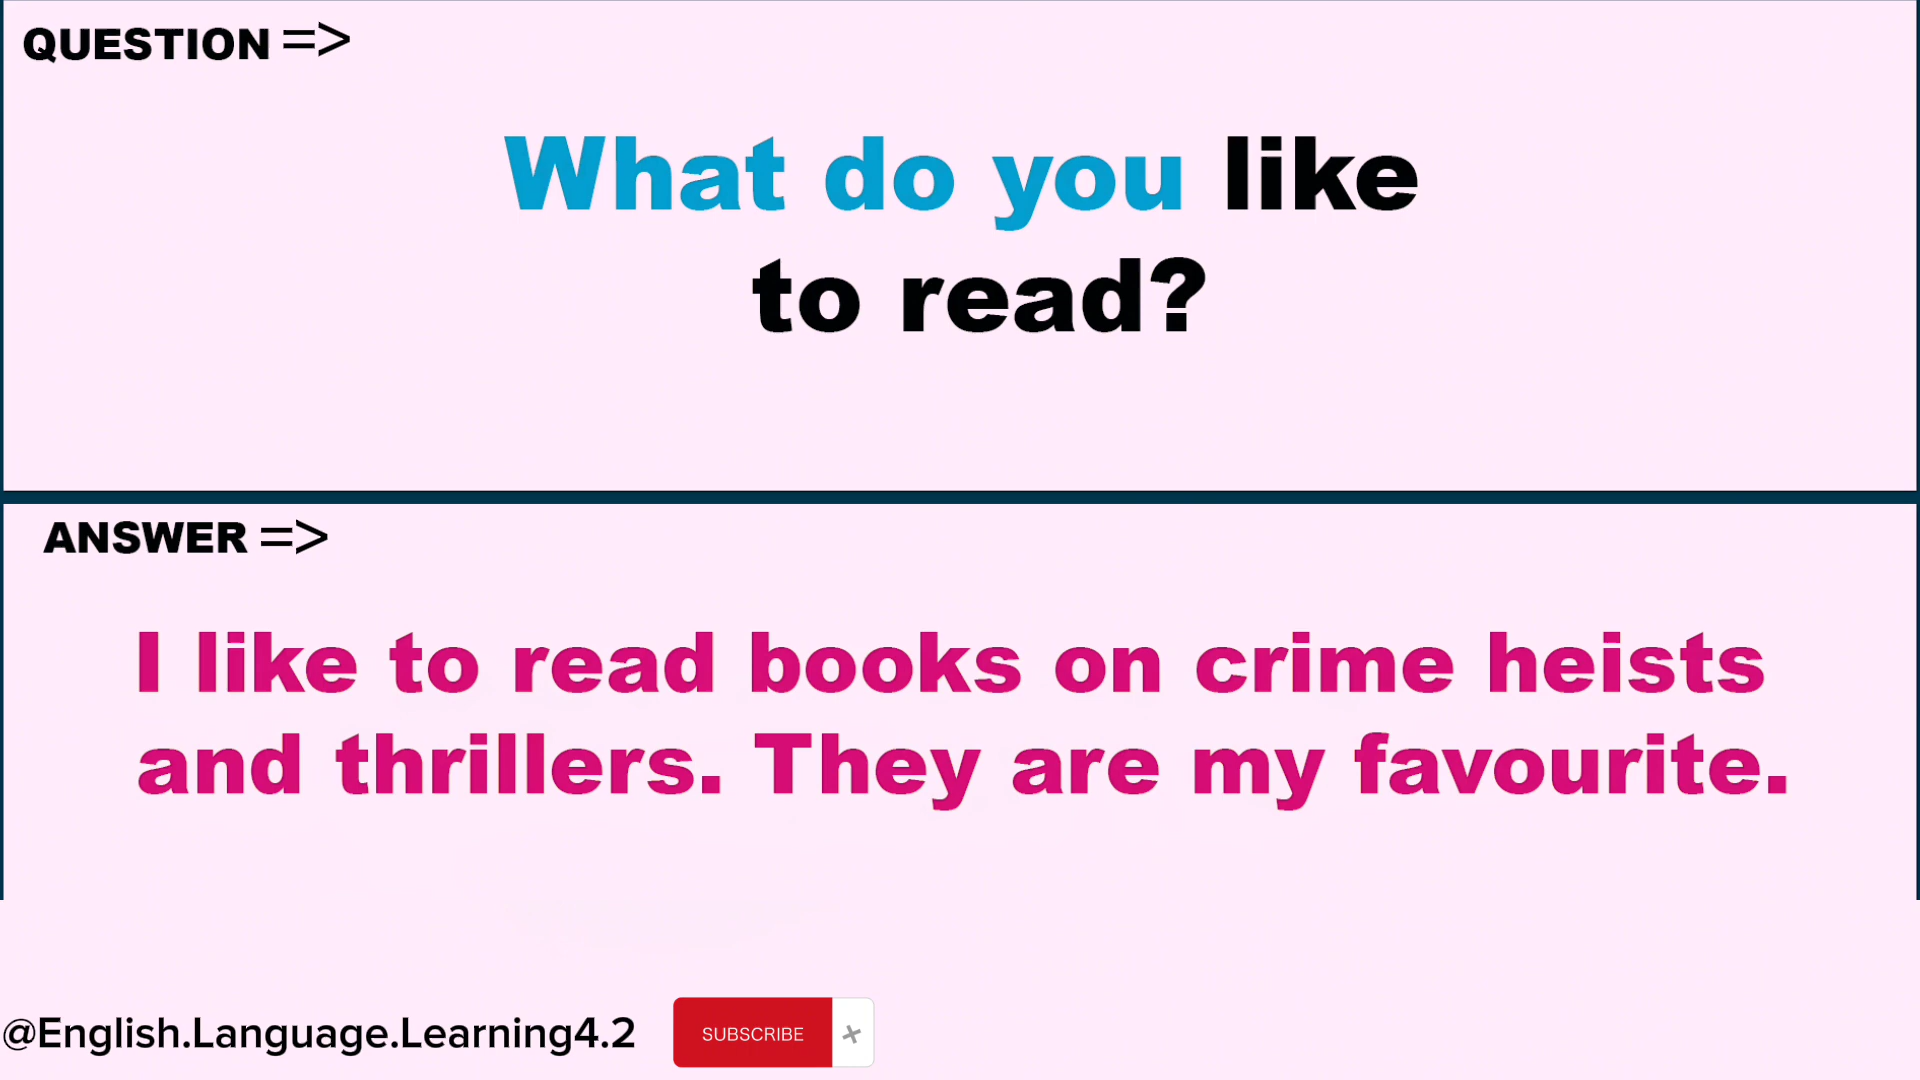 QUESTION =>
What do you like
to read?
ANSWER =>
I like to read books on crime heists
and thrillers. They are my favourite.
@English.Language.Learning4.2
SUBSCRIBE